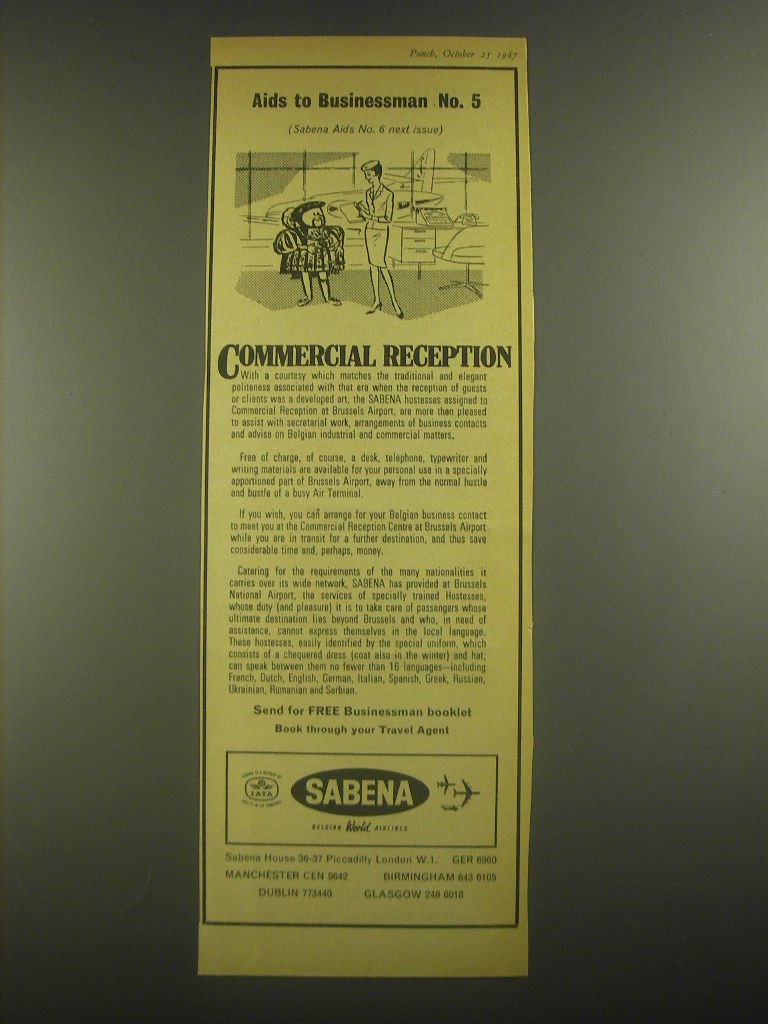 Punch, October 25 1967
Aids to Businessman No. 5
(Sabena Aids No. 6 next issue)
COMMERCIAL RECEPTION
With a courtesy which matches the traditional and elegant
politeness associated with that era when the reception of guests
or clients was a developed art, the SABENA hostesses assigned to
Commercial Reception at Brussels Airport, are more than pleased
to assist with secretarial work, arrangements of business contacts
and advise on Belgian industrial and commercial matters.
Free of charge, of course, a desk, telephone, typewriter and
writing materials are available for your personal use in a specially
apportioned part of Brussels Airport, away from the normal hustle
and bustle of a busy Air Terminal.
If you wish, you can arrange for your Belgian business contact
to meet you at the Commercial Reception Centre at Brussels Airport
while you are in transit for a further destination, and thus save
considerable time and, perhaps, money.
Catering for the requirements of the many nationalities it
carries over its wide network, SABENA has provided at Brussels
National Airport, the services of specially trained Hostesses,
whose duty (and pleasure) it is to take care of passengers whose
ultimate destination lies beyond Brussels and who, in need of
assistance, cannot express themselves in the local language.
These hostesses, easily identified by the special uniform, which
consists of a chequered dress (coat also in the winter) and hat,
can speak between them no fewer than 16 languages—including
French, Dutch, English, German, Italian, Spanish, Greek, Russian,
Ukrainian, Rumanian and Serbian.
Send for FREE Businessman booklet
Book through your Travel Agent
IATA
SABENA
BELGIAN World AIRLINES
Sabena House 36-37 Piccadilly London W.1. GER 6960
MANCHESTER CEN 9642 BIRMINGHAM 643 6105
DUBLIN 773440 GLASGOW 248 6018